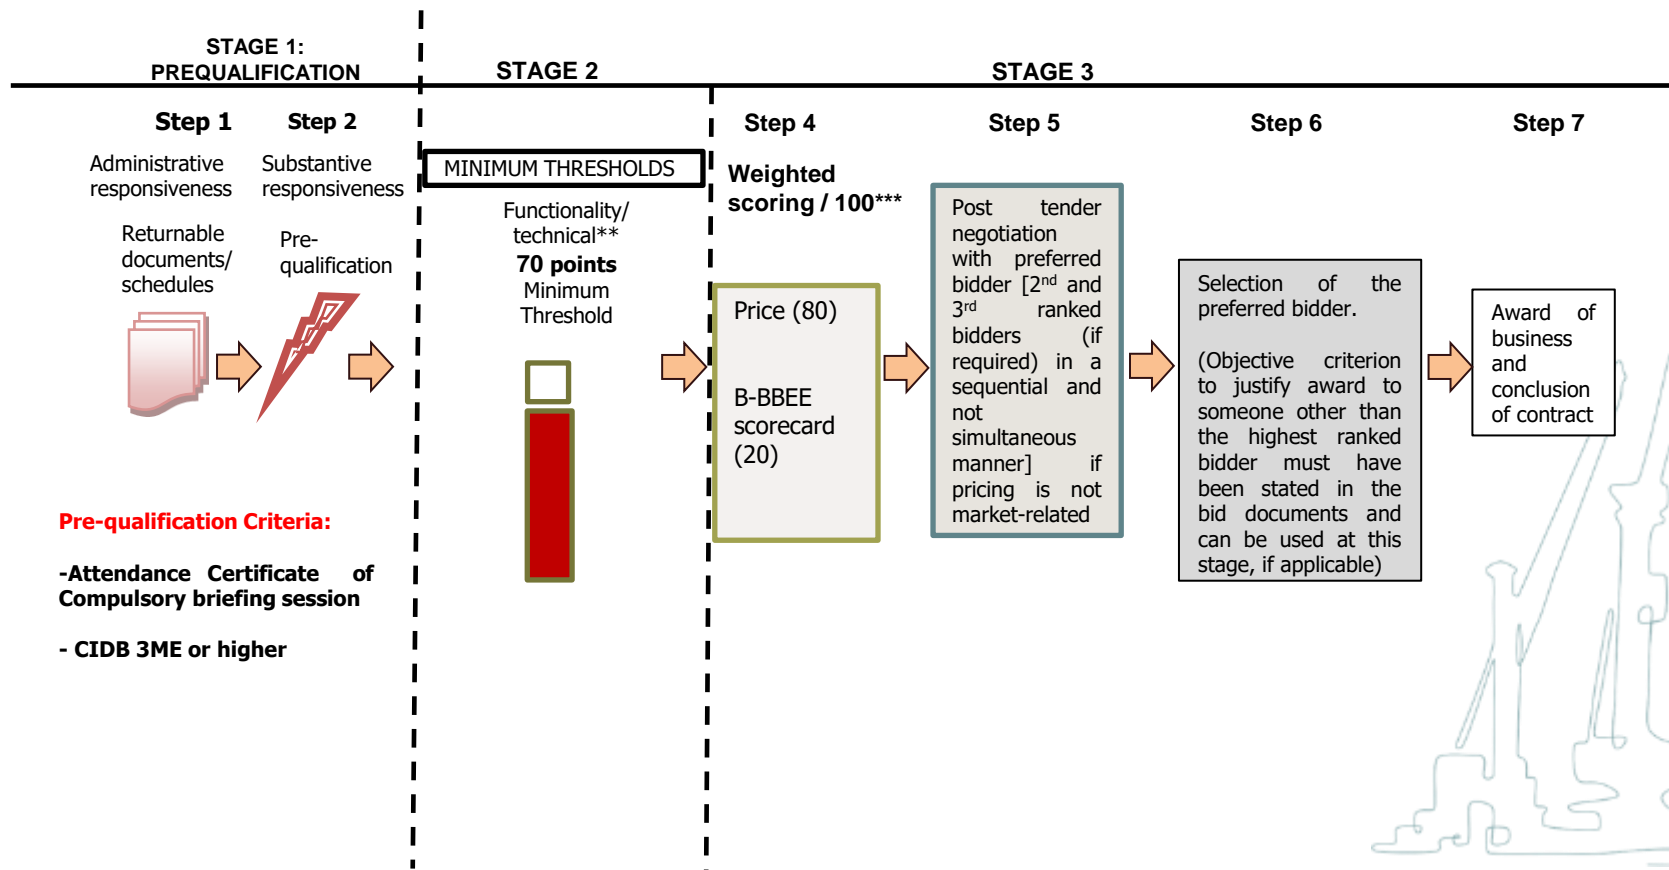 STAGE 1:
PREQUALIFICATION
STAGE 2
STAGE 3
Step 1
Administrative
responsiveness
Returnable
documents/
schedules
Step 2
Substantive
responsiveness
Pre-
qualification
Pre-qualification Criteria:
-Attendance Certificate of
Compulsory briefing session
- CIDB 3ME or higher
MINIMUM THRESHOLDS
Functionality/
technical**
70 points
Minimum
Threshold
Step 4
Weighted
scoring / 100***
Price (80)
B-BBEE
scorecard
(20)
Step 5
Post tender
negotiation
with preferred
bidder [2nd and
3rd ranked
bidders (if
required) in a
sequential and
not
simultaneous
manner] if
pricing is not
market-related
Step 6
Selection of the
preferred bidder.
(Objective criterion
to justify award to
someone other than
the highest ranked
bidder must have
been stated in the
bid documents and
can be used at this
stage, if applicable)
Step 7
Award of
business
and
conclusion
of contract